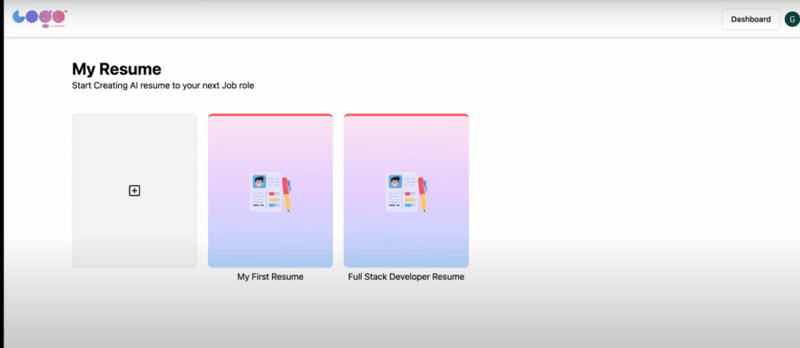 LOGO
Dashboard
G
My Resume
Start Creating AI resume to your next Job role
My First Resume
Full Stack Developer Resume